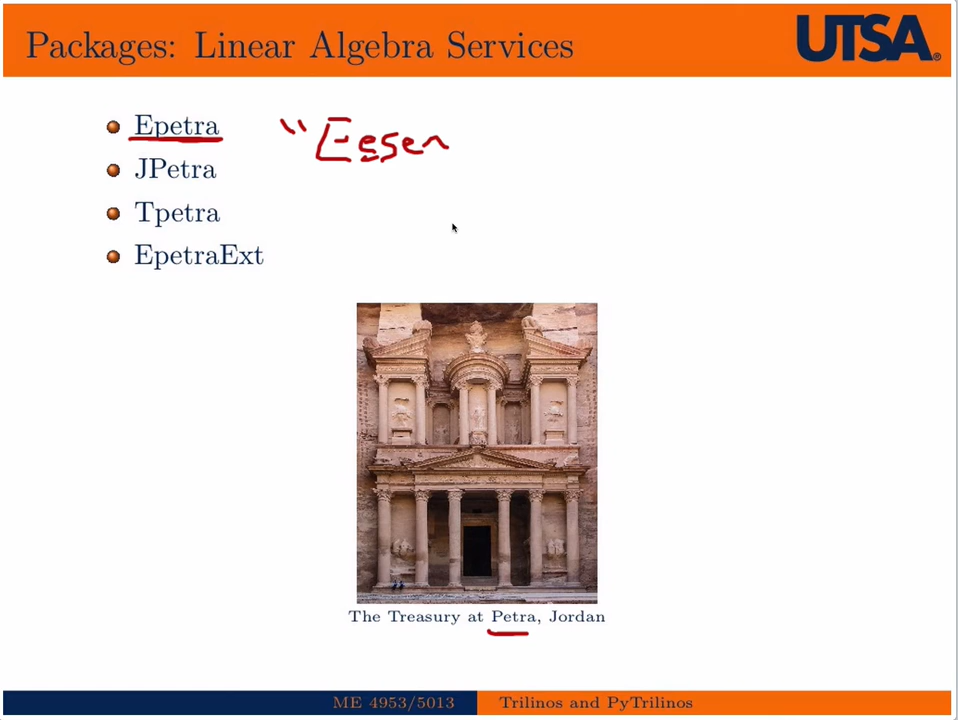 Packages: Linear Algebra Services
UTSA®
Epetra
"Essen
JPetra
Tpetra
EpetraExt
The Treasury at Petra, Jordan
ME 4953/5013
Trilinos and PyTrilinos